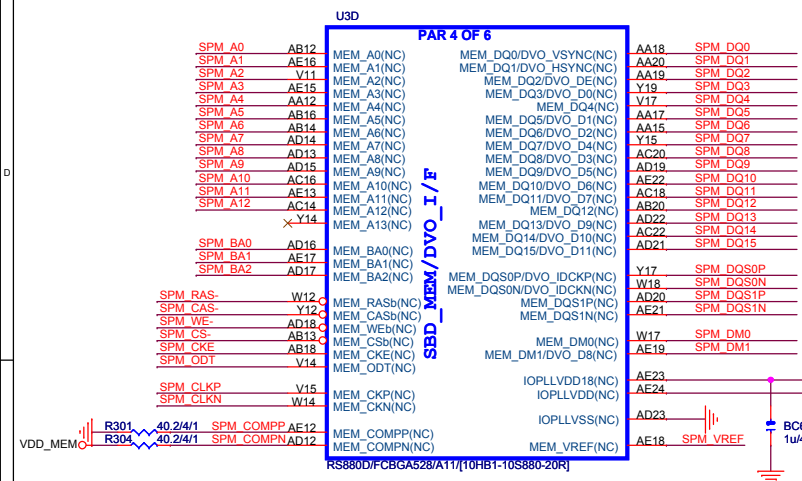 U3D
PAR 4 OF 6
SPM_A0 AB12 MEM_A0(NC) MEM_DQ0/DVO_VSYNC(NC) AA18 SPM_DQ0
SPM_A1 AE16 MEM_A1(NC) MEM_DQ1/DVO_HSYNC(NC) AA20 SPM_DQ1
SPM_A2 V11 MEM_A2(NC) MEM_DQ2/DVO_DE(NC) AA19 SPM_DQ2
SPM_A3 AE15 MEM_A3(NC) MEM_DQ3/DVO_D0(NC) Y19 SPM_DQ3
SPM_A4 AA12 MEM_A4(NC) MEM_DQ4(NC) V17 SPM_DQ4
SPM_A5 AB16 MEM_A5(NC) MEM_DQ5/DVO_D1(NC) AA17 SPM_DQ5
SPM_A6 AB14 MEM_A6(NC) MEM_DQ6/DVO_D2(NC) AA15 SPM_DQ6
SPM_A7 AD14 MEM_A7(NC) MEM_DQ7/DVO_D4(NC) Y15 SPM_DQ7
SPM_A8 AD13 MEM_A8(NC) MEM_DQ8/DVO_D3(NC) AC20 SPM_DQ8
SPM_A9 AD15 MEM_A9(NC) MEM_DQ9/DVO_D5(NC) AD19 SPM_DQ9
SPM_A10 AC16 MEM_A10(NC) MEM_DQ10/DVO_D6(NC) AE22 SPM_DQ10
SPM_A11 AE13 MEM_A11(NC) MEM_DQ11/DVO_D7(NC) AC18 SPM_DQ11
SPM_A12 AC14 MEM_A12(NC) MEM_DQ12(NC) AB20 SPM_DQ12
Y14 MEM_A13(NC) MEM_DQ13/DVO_D9(NC) AD22 SPM_DQ13
MEM_DQ14/DVO_D10(NC) AC22 SPM_DQ14
SPM_BA0 AD16 MEM_BA0(NC) MEM_DQ15/DVO_D11(NC) AD21 SPM_DQ15
SPM_BA1 AE17 MEM_BA1(NC)
SPM_BA2 AD17 MEM_BA2(NC) MEM_DQS0P/DVO_IDCKP(NC) Y17 SPM_DQS0P
MEM_DQS0N/DVO_IDCKN(NC) W18 SPM_DQS0N
SPM_RAS- W12 MEM_RASb(NC) MEM_DQS1P(NC) AD20 SPM_DQS1P
SPM_CAS- Y12 MEM_CASb(NC) MEM_DQS1N(NC) AE21 SPM_DQS1N
SPM_WE- AD18 MEM_WEb(NC)
SPM_CS- AB13 MEM_CSb(NC) MEM_DM0(NC) W17 SPM_DM0
SPM_CKE AB18 MEM_CKE(NC) MEM_DM1/DVO_D8(NC) AE19 SPM_DM1
SPM_ODT V14 MEM_ODT(NC)
IOPLLVDD18(NC) AE23
SPM_CLKP V15 MEM_CKP(NC) IOPLLVDD(NC) AE24
SPM_CLKN W14 MEM_CKN(NC)
IOPLLVSS(NC) AD23
R301 40.2/4/1 SPM_COMPP AE12 MEM_COMPP(NC)
VDD_MEM R304 40.2/4/1 SPM_COMPN AD12 MEM_COMPN(NC) MEM_VREF(NC) AE18 SPM_VREF
SBD_MEM/DVO_I/F
RS880D/FCBGA528/A11/[10HB1-10S880-20R]
D